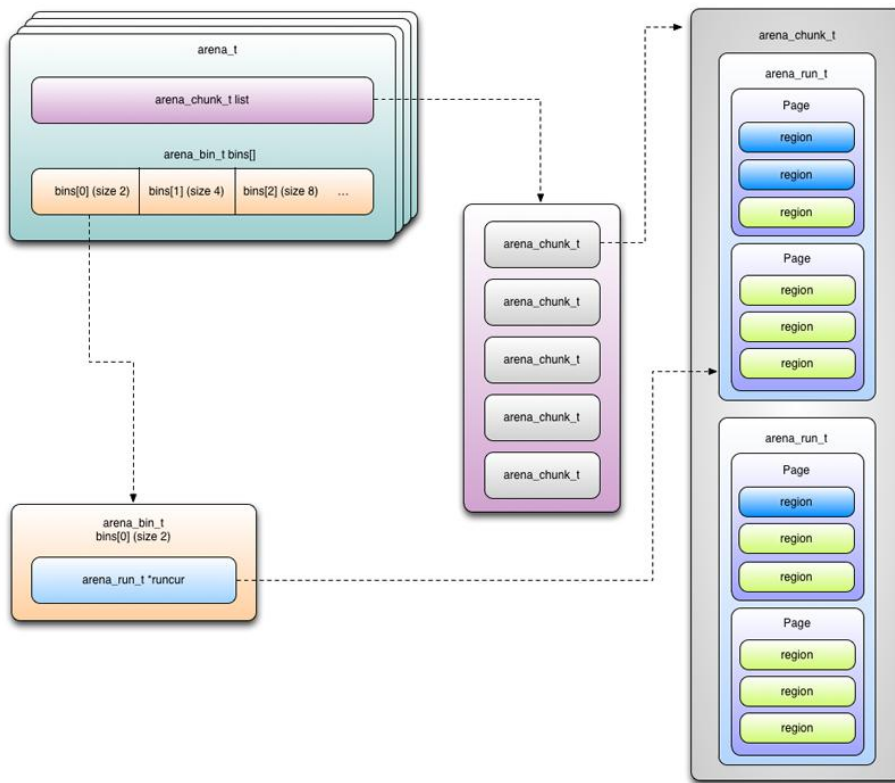 arena_t
arena_chunk_t list
arena_bin_t bins[]
bins[0] (size 2) bins[1] (size 4) bins[2] (size 8) ...
arena_chunk_t
arena_chunk_t
arena_chunk_t
arena_chunk_t
arena_chunk_t
arena_bin_t
bins[0] (size 2)
arena_run_t *runcur
arena_chunk_t
arena_run_t
Page
region
region
region
Page
region
region
region
arena_run_t
Page
region
region
region
Page
region
region
region